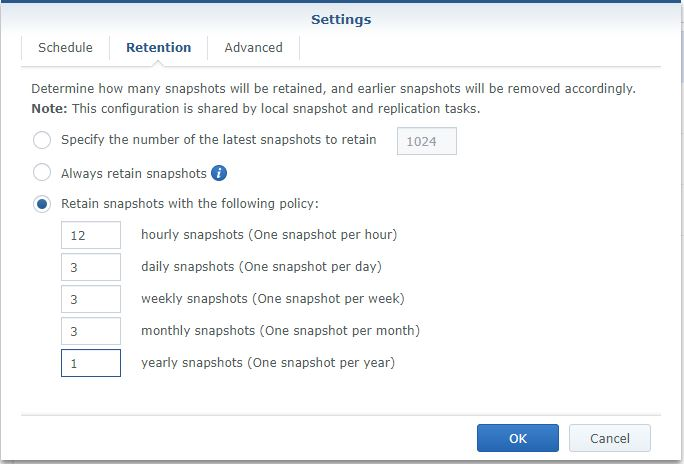 Settings
Schedule Retention Advanced
Determine how many snapshots will be retained, and earlier snapshots will be removed accordingly.
Note: This configuration is shared by local snapshot and replication tasks.
Specify the number of the latest snapshots to retain 1024
Always retain snapshots i
Retain snapshots with the following policy:
12 hourly snapshots (One snapshot per hour)
3 daily snapshots (One snapshot per day)
3 weekly snapshots (One snapshot per week)
3 monthly snapshots (One snapshot per month)
1 yearly snapshots (One snapshot per year)
OK Cancel